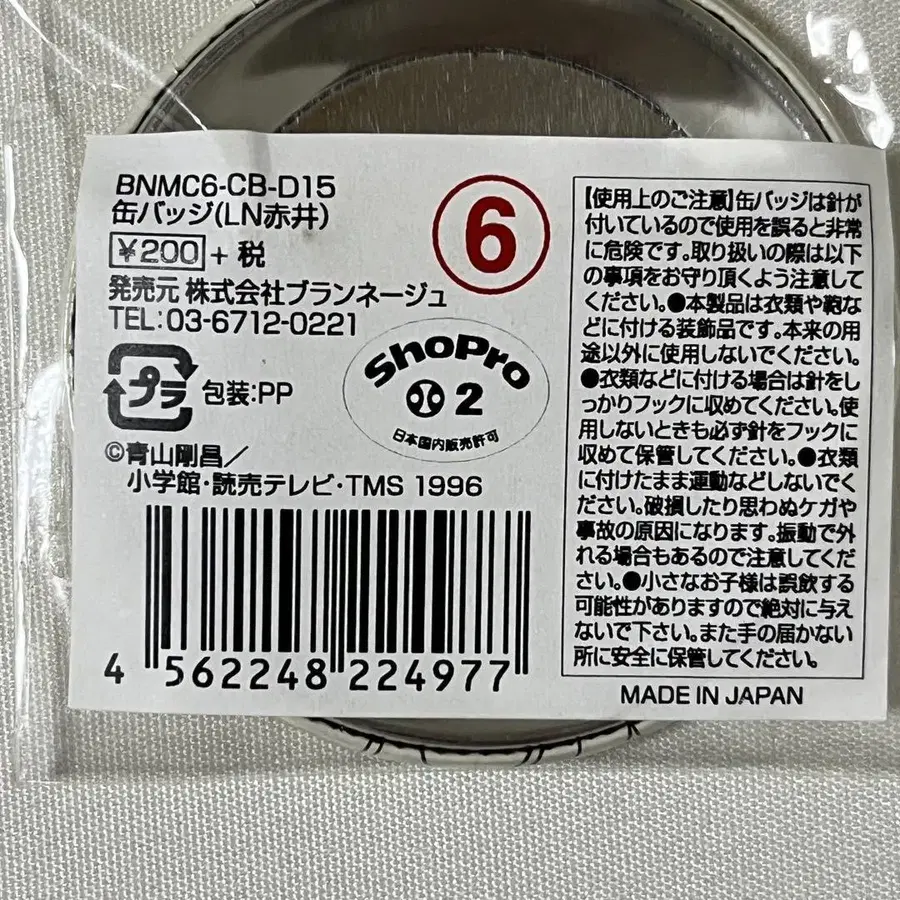 BNMC6-CB-D15
缶バッジ(LN赤井)
¥200 + 税
発売元 株式会社ブランネージュ
TEL:03-6712-0221
6
プラ 包装:PP
ShoPro
2
日本国内販売許可
©青山剛昌/
小学館・読売テレビ・TMS 1996
4 562248 224977
【使用上のご注意】缶バッジは針が
付いているので使用を誤ると非常
に危険です。取り扱いの際は以下
の事項をお守り頂くよう注意して
ください。●本製品は衣類や鞄な
どに付ける装飾品です。本来の用
途以外に使用しないでください。
●衣類などに付ける場合は針をし
っかりフックに収めてください。使
用しないときも必ず針をフックに
収めて保管してください。●衣類
に付けたまま運動などしないでく
ださい。破損したり思わぬケガや
事故の原因になります。振動で外
れる場合もあるので注意してくだ
さい。●小さなお子様は誤飲する
可能性がありますので絶対に与え
ないで下さい。また手の届かない
所に安全に保管してください。
MADE IN JAPAN